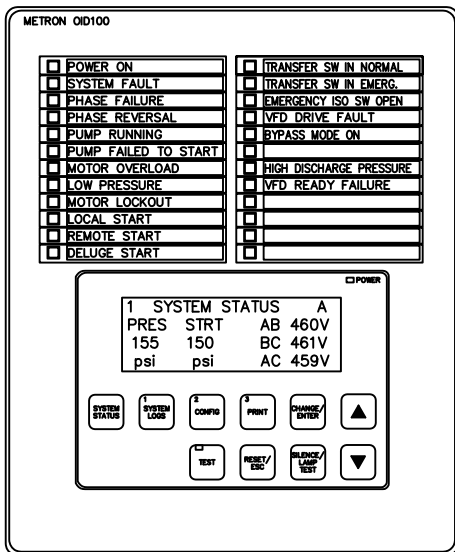 METRON OID100
POWER ON
SYSTEM FAULT
PHASE FAILURE
PHASE REVERSAL
PUMP RUNNING
PUMP FAILED TO START
MOTOR OVERLOAD
LOW PRESSURE
MOTOR LOCKOUT
LOCAL START
REMOTE START
DELUGE START
TRANSFER SW IN NORMAL
TRANSFER SW IN EMERG.
EMERGENCY ISO SW OPEN
VFD DRIVE FAULT
BYPASS MODE ON
HIGH DISCHARGE PRESSURE
VFD READY FAILURE
POWER
1 SYSTEM STATUS A
PRES STRT AB 460V
155 150 BC 461V
psi psi AC 459V
SYSTEM STATUS
1 SYSTEM LOGS
2 CONFIG
3 PRINT
CHANGE/ ENTER
TEST
RESET/ ESC
SILENCE/ LAMP TEST